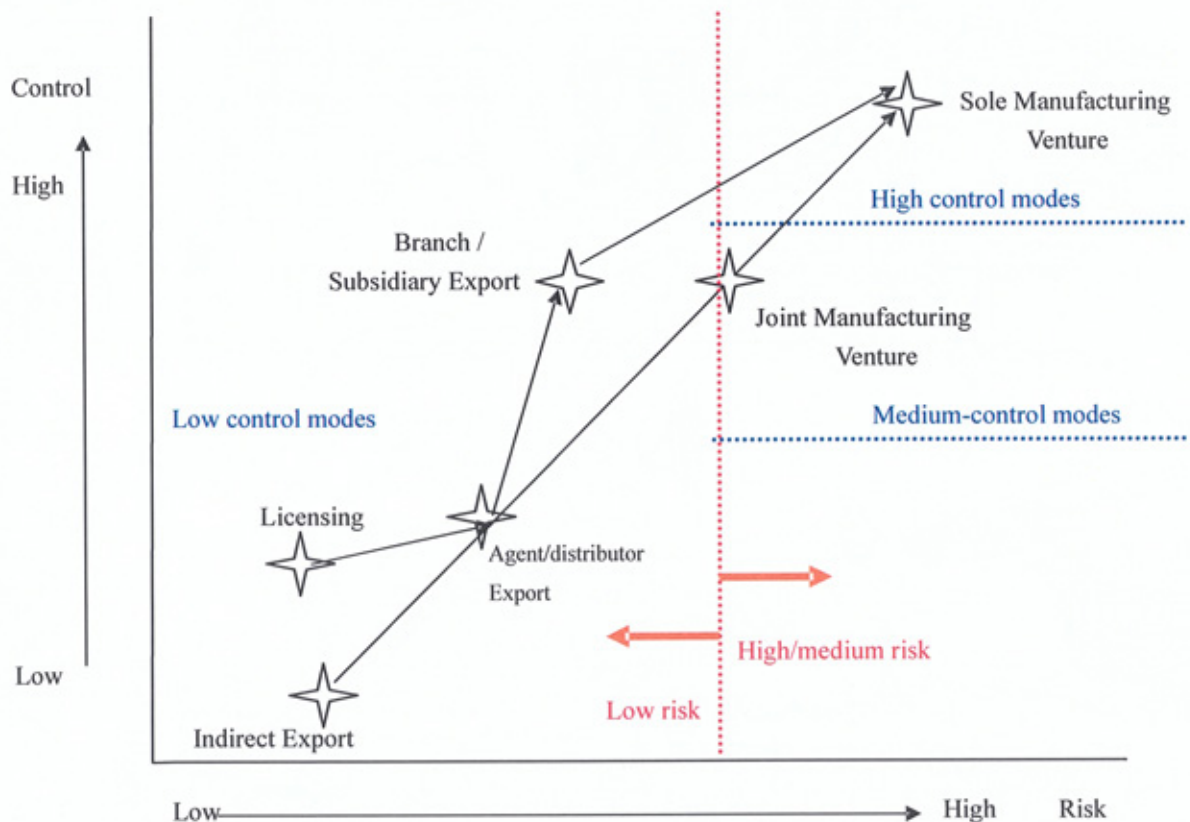 Control
High
Sole Manufacturing
Venture
High control modes
Branch /
Subsidiary Export
Joint Manufacturing
Venture
Low control modes
Medium-control modes
Licensing
Agent/distributor
Export
High/medium risk
Low
Low risk
Indirect Export
Low
High
Risk